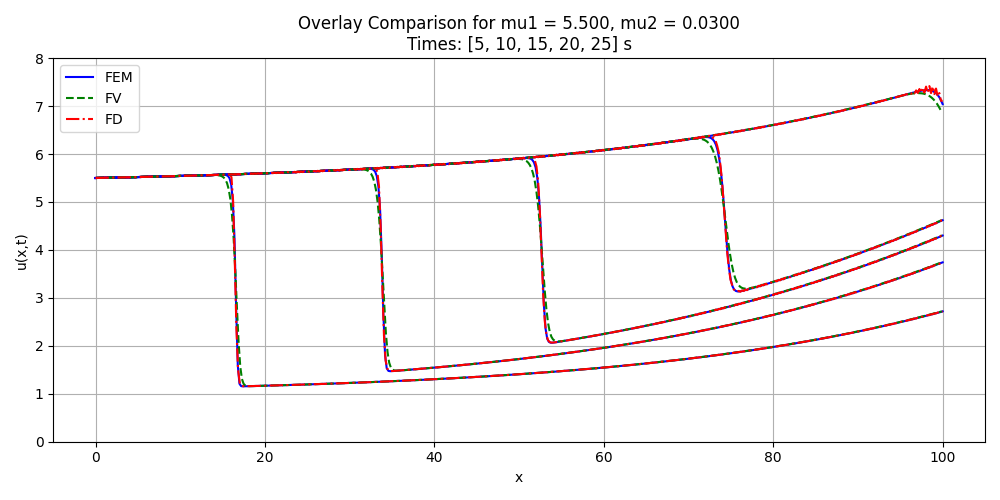 Overlay Comparison for mu1 = 5.500, mu2 = 0.0300
Times: [5, 10, 15, 20, 25] s
FEM
FV
FD
u(x,t)
8
7
6
5
4
3
2
1
0
0 20 40 60 80 100
x